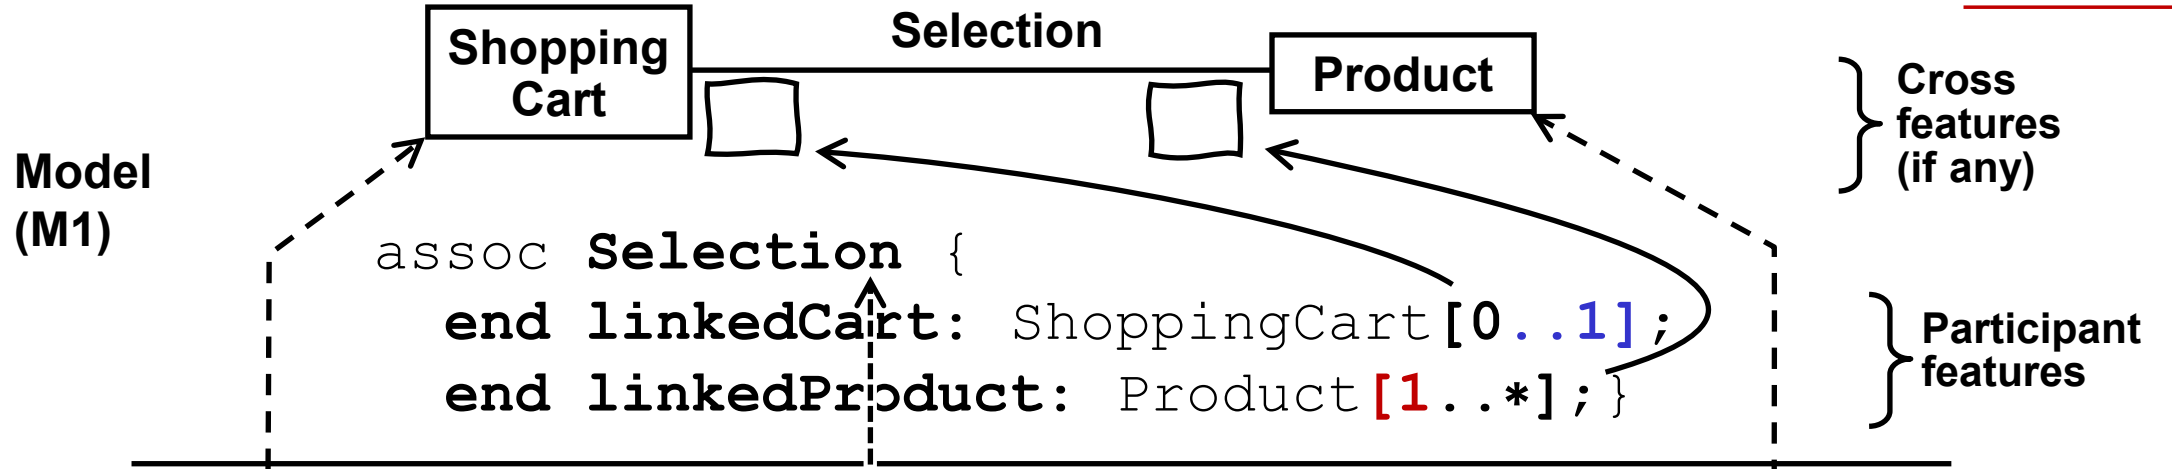 Selection
Shopping
Cart
Product
Cross
features
(if any)
Model
(M1)
assoc Selection {
end linkedCart: ShoppingCart[0..1];
end linkedProduct: Product[1..*];}
Participant
features